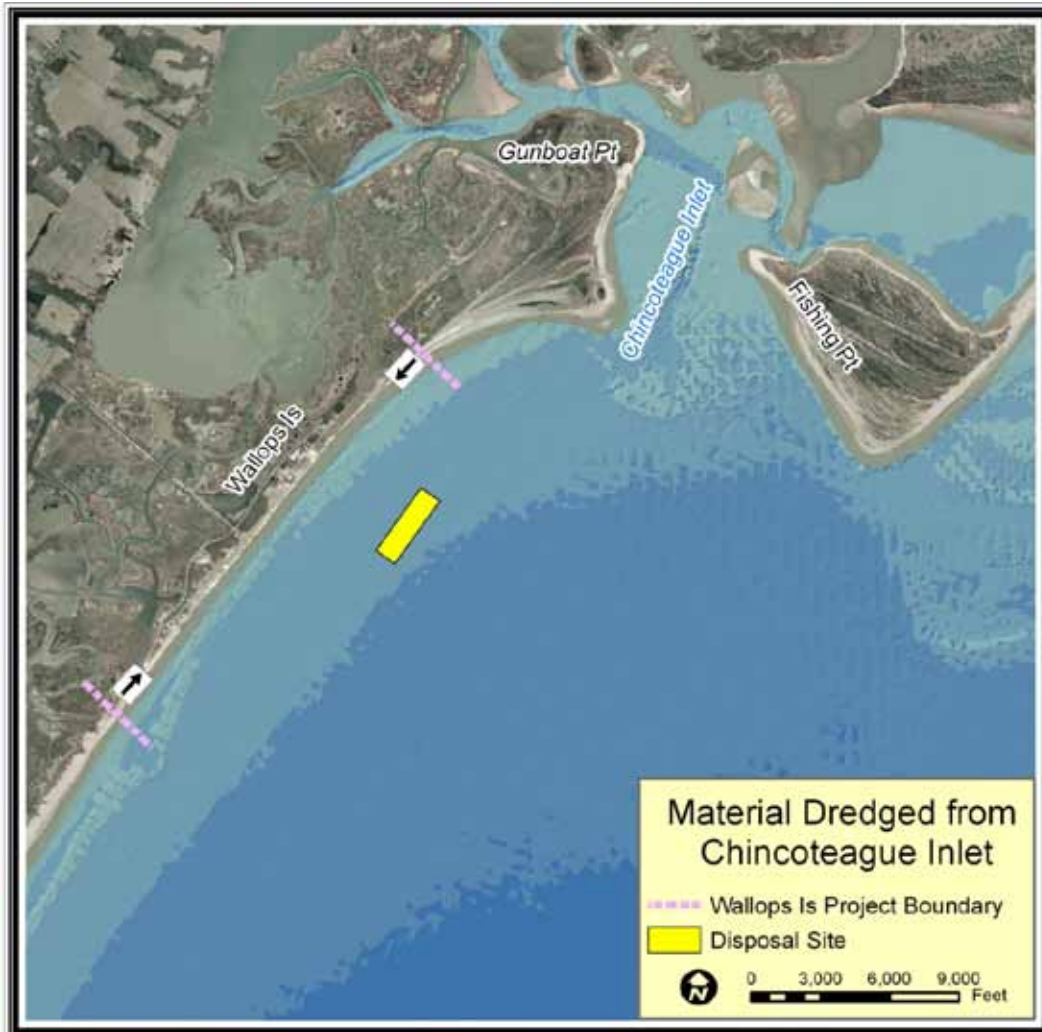 Gunboat Pt
Chincoteague Inlet
Fishing Pt
Wallops Is
Material Dredged from
Chincoteague Inlet
Wallops Is Project Boundary
Disposal Site
N
0 3,000 6,000 9,000
Feet